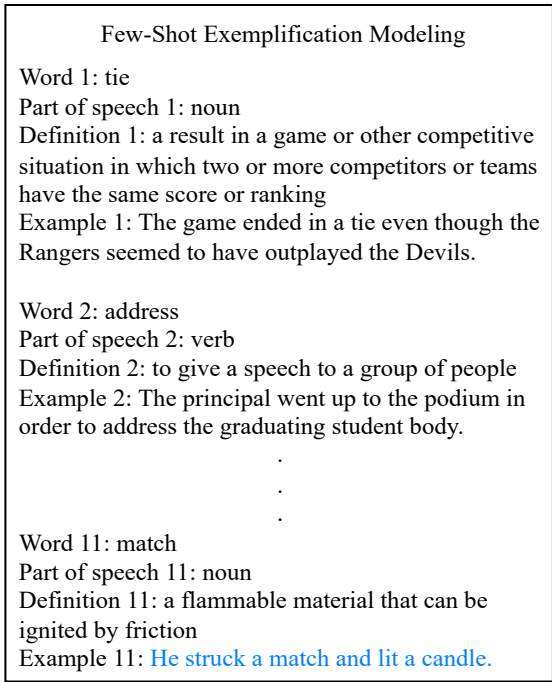 Few-Shot Exemplification Modeling
Word 1: tie
Part of speech 1: noun
Definition 1: a result in a game or other competitive
situation in which two or more competitors or teams
have the same score or ranking
Example 1: The game ended in a tie even though the
Rangers seemed to have outplayed the Devils.
Word 2: address
Part of speech 2: verb
Definition 2: to give a speech to a group of people
Example 2: The principal went up to the podium in
order to address the graduating student body.
.
.
.
Word 11: match
Part of speech 11: noun
Definition 11: a flammable material that can be
ignited by friction
Example 11: He struck a match and lit a candle.